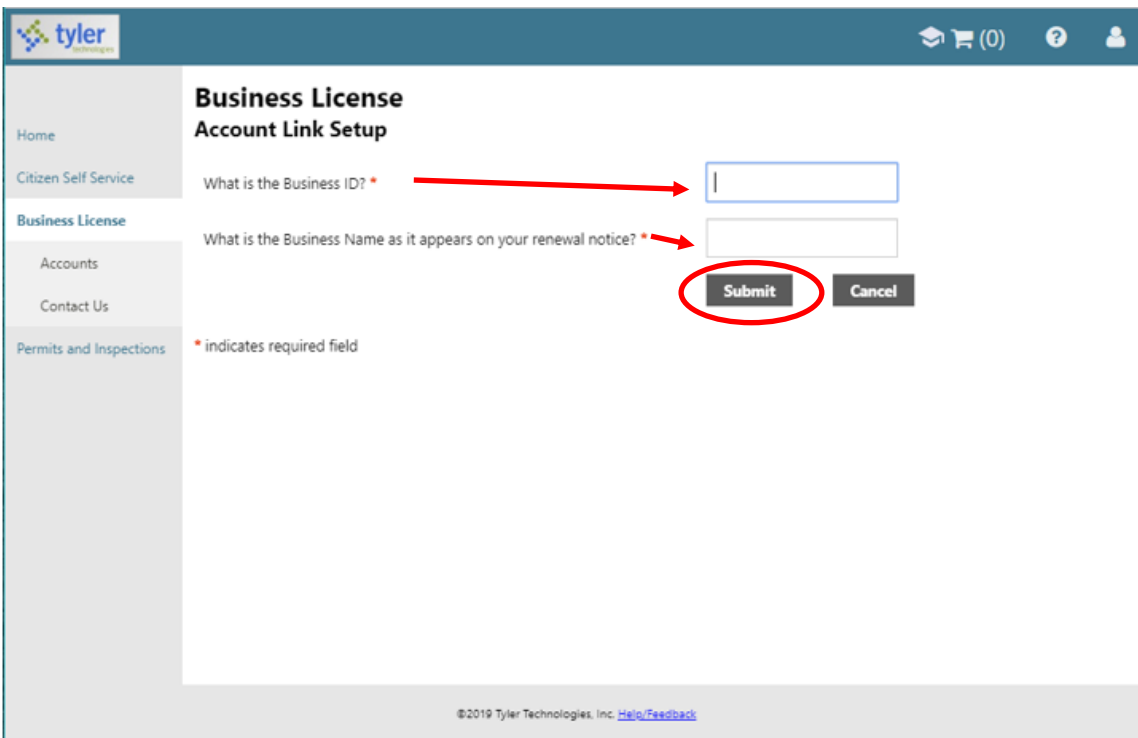 tyler
technologies
(0)
Business License
Account Link Setup
Home
Citizen Self Service
Business License
Accounts
Contact Us
Permits and Inspections
What is the Business ID? *
What is the Business Name as it appears on your renewal notice? *
Submit Cancel
* indicates required field
©2019 Tyler Technologies, Inc. Help/Feedback